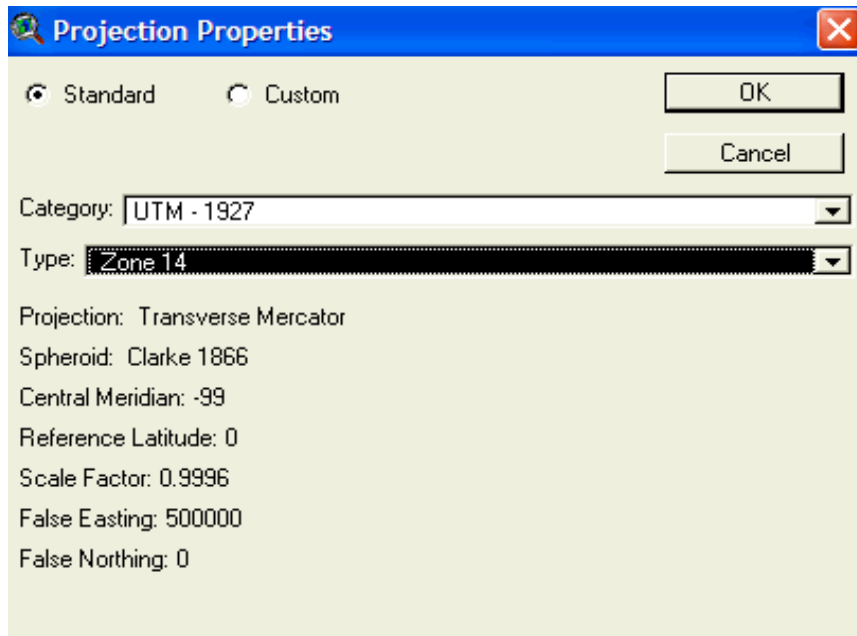 Projection Properties
Standard Custom OK
Cancel
Category: UTM - 1927
Type: Zone 14
Projection: Transverse Mercator
Spheroid: Clarke 1866
Central Meridian: -99
Reference Latitude: 0
Scale Factor: 0.9996
False Easting: 500000
False Northing: 0